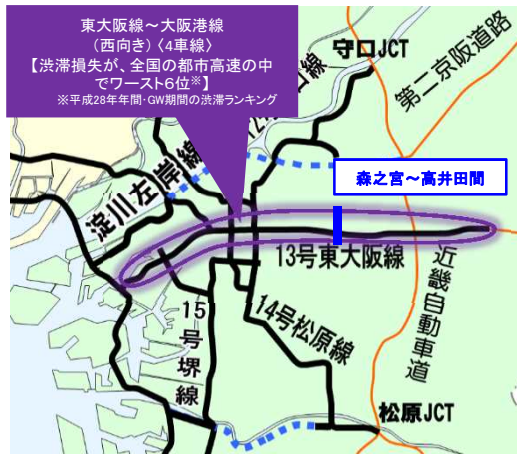 東大阪線～大阪港線
（西向き）〈4車線〉
【渋滞損失が、全国の都市高速の中
でワースト6位※】
※平成28年年間・GW期間の渋滞ランキング
守口JCT
第二京阪道路
淀川左岸線
森之宮～高井田間
13号東大阪線
近畿自動車道
14号松原線
15号堺線
松原JCT